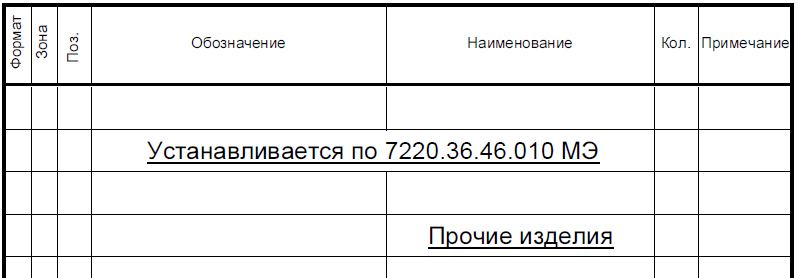 Формат Зона Поз. Обозначение Наименование Кол. Примечание
Устанавливается по 7220.36.46.010 МЭ
Прочие изделия